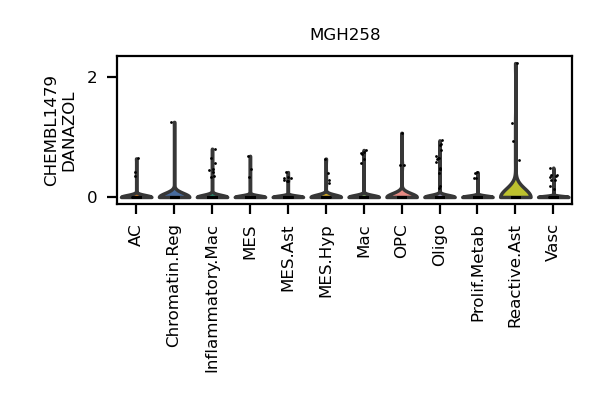 MGH258
CHEMBL1479
DANAZOL
2
0
AC
Chromatin.Reg
Inflammatory.Mac
MES
MES.Ast
MES.Hyp
Mac
OPC
Oligo
Prolif.Metab
Reactive.Ast
Vasc